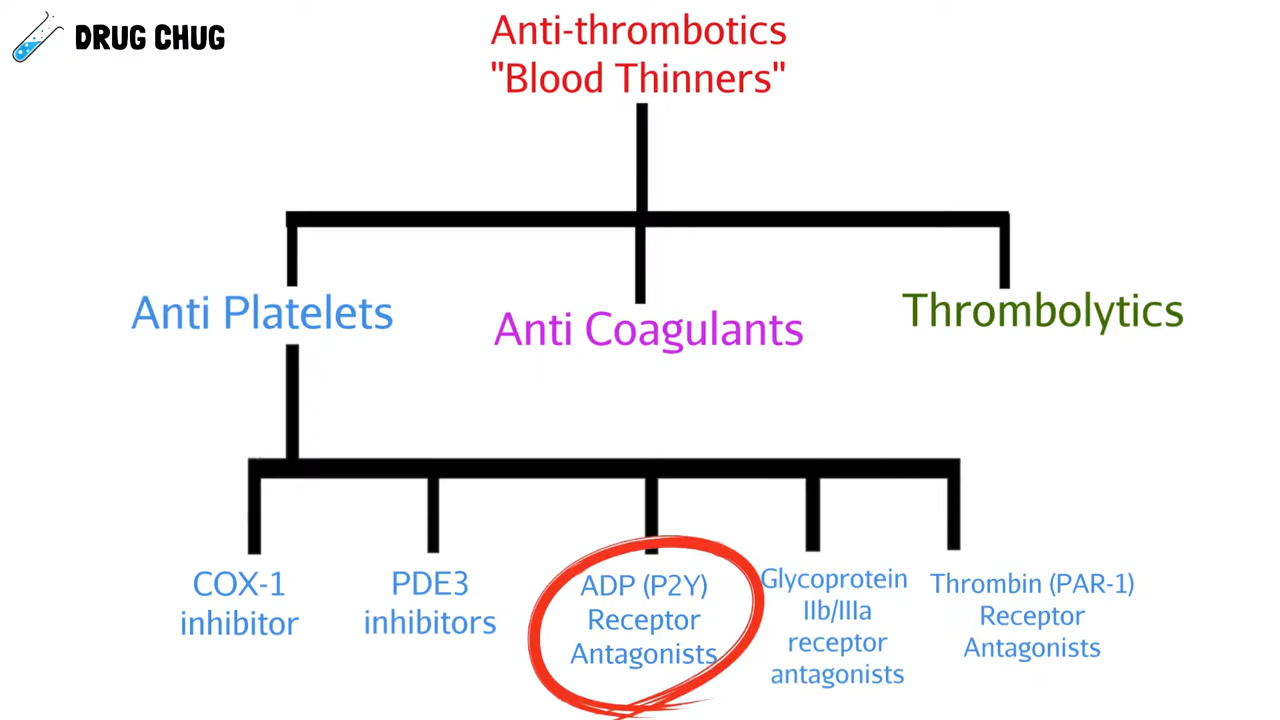 DRUG CHUG
Anti-thrombotics
"Blood Thinners"
Anti Platelets
Anti Coagulants
Thrombolytics
COX-1
inhibitor
PDE3
inhibitors
ADP (P2Y)
Receptor
Antagonists
Glycoprotein
IIb/IIIa
receptor
antagonists
Thrombin (PAR-1)
Receptor
Antagonists